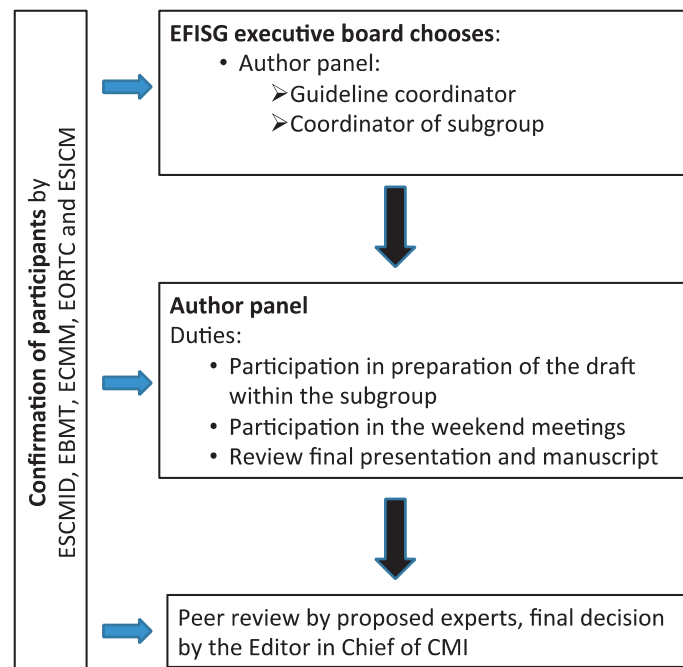 Confirmation of participants by
ESCMID, EBMT, ECMM, EORTC and ESICM
EFISG executive board chooses:
• Author panel:
➢Guideline coordinator
➢Coordinator of subgroup
Author panel
Duties:
• Participation in preparation of the draft
within the subgroup
• Participation in the weekend meetings
• Review final presentation and manuscript
Peer review by proposed experts, final decision
by the Editor in Chief of CMI